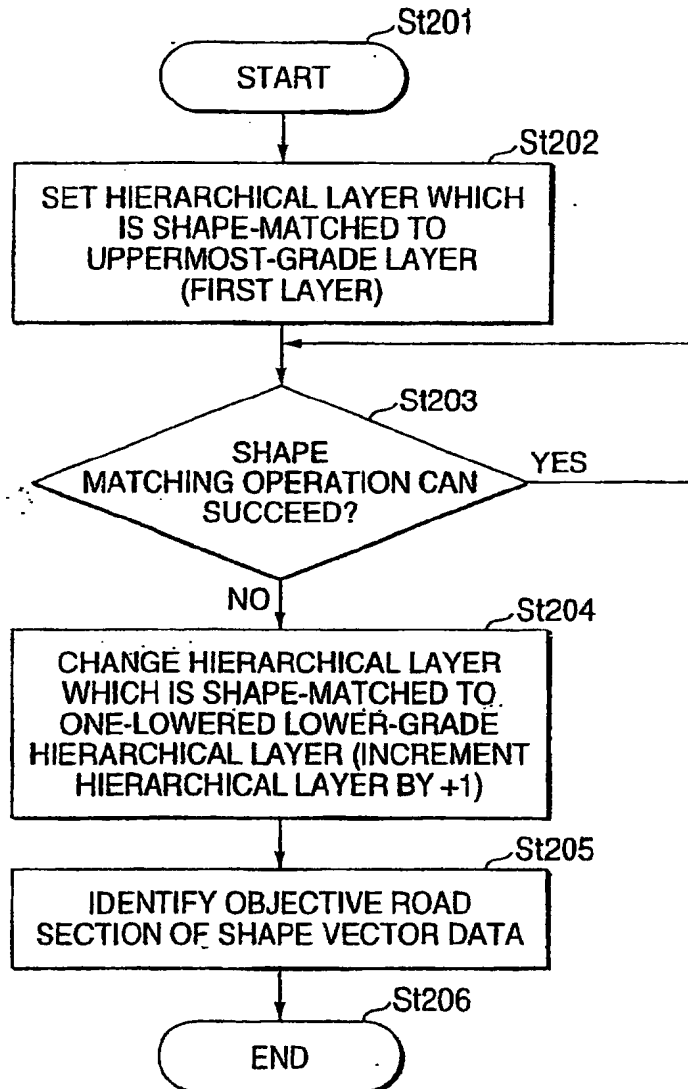 St201
START
St202
SET HIERARCHICAL LAYER WHICH
IS SHAPE-MATCHED TO
UPPERMOST-GRADE LAYER
(FIRST LAYER)
St203
SHAPE
MATCHING OPERATION CAN
SUCCEED?
YES
NO
St204
CHANGE HIERARCHICAL LAYER
WHICH IS SHAPE-MATCHED TO
ONE-LOWERED LOWER-GRADE
HIERARCHICAL LAYER (INCREMENT
HIERARCHICAL LAYER BY +1)
St205
IDENTIFY OBJECTIVE ROAD
SECTION OF SHAPE VECTOR DATA
St206
END